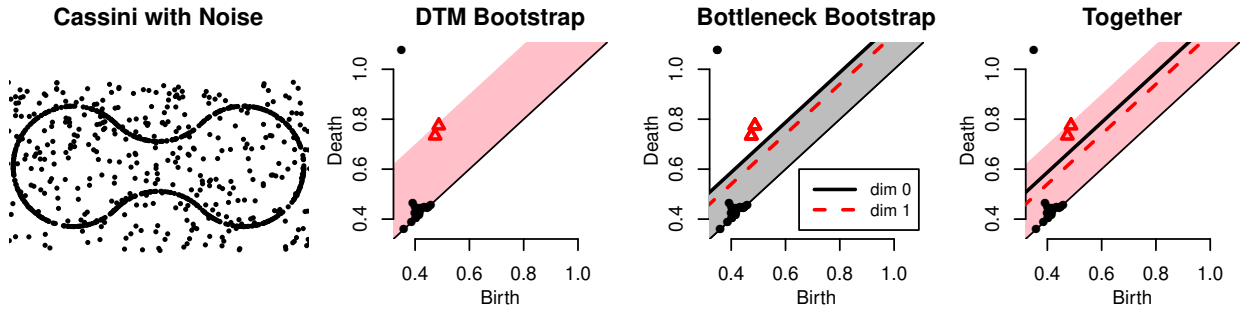 Cassini with Noise
DTM Bootstrap
Death
0.4 0.6 0.8 1.0
0.4 0.6 0.8 1.0
Birth
Bottleneck Bootstrap
Death
0.4 0.6 0.8 1.0
dim 0
dim 1
0.4 0.6 0.8 1.0
Birth
Together
Death
0.4 0.6 0.8 1.0
0.4 0.6 0.8 1.0
Birth